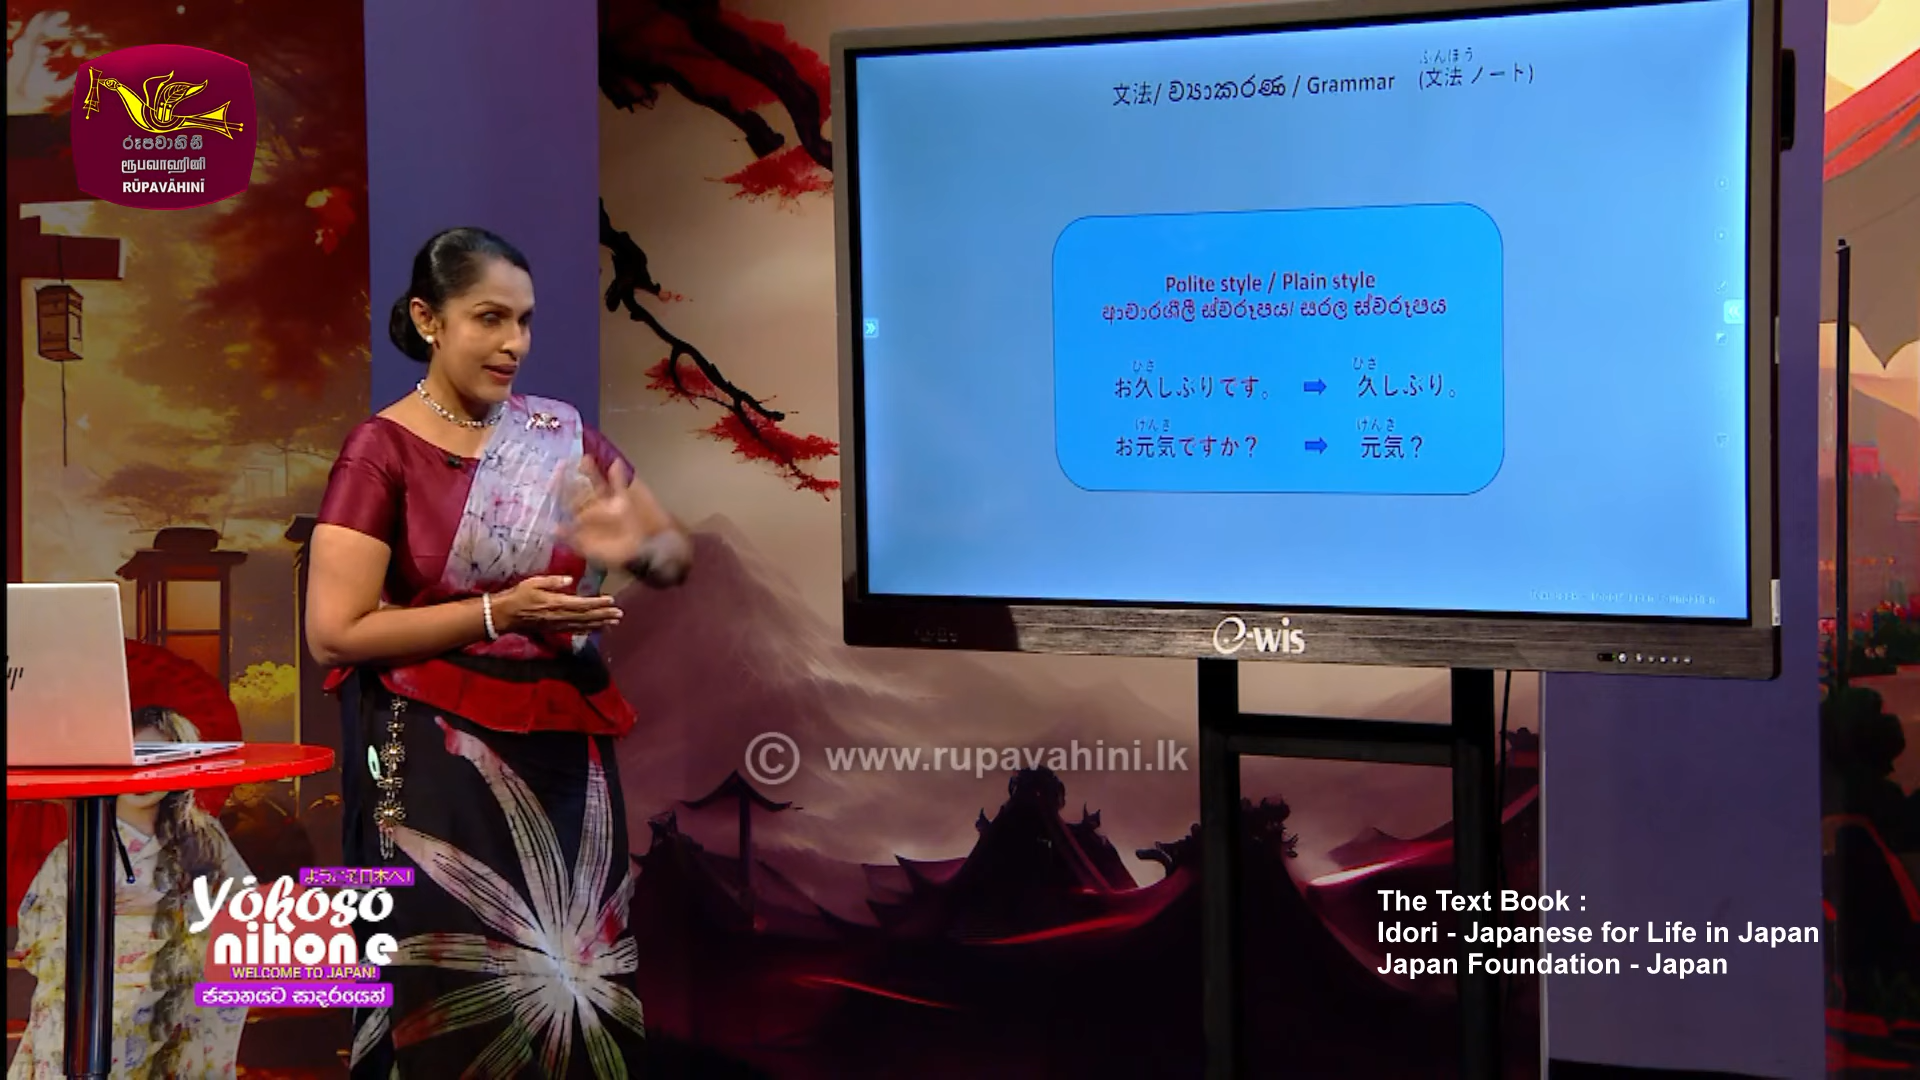 රූපවාහිනී
ரூபவாஹினி
RŪPAVĀHINĪ
文法/ ව්‍යාකරණ / Grammar (文法ノート)
ぶんぽう
Polite style / Plain style
ආචාරශීලී ස්වරූපය/ සරල ස්වරූපය
ひさ ひさ
お久しぶりです。 ➡ 久しぶり。
げんき げんき
お元気ですか？ ➡ 元気？
e-wis
© www.rupavahini.lk
ようこそ日本へ!
Yōkoso
nihon e
WELCOME TO JAPAN!
ජපානයට සාදරයෙන්
The Text Book :
Idori - Japanese for Life in Japan
Japan Foundation - Japan